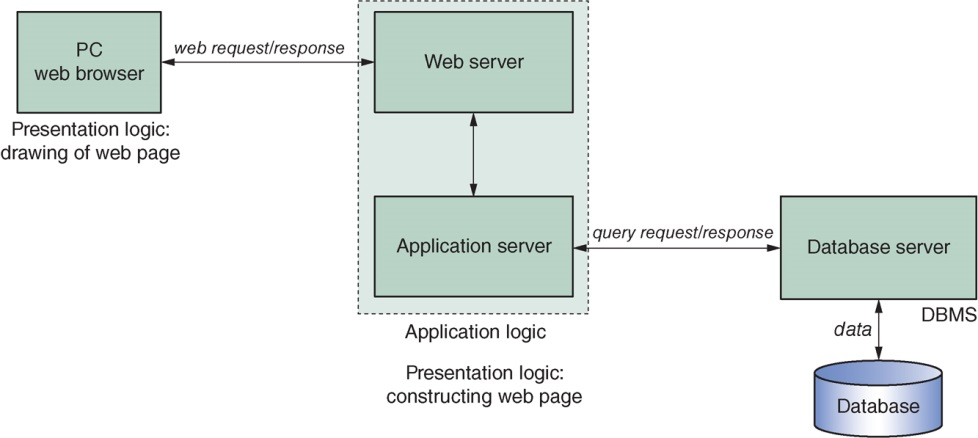 PC
web browser
web request/response
Web server
Presentation logic:
drawing of web page
Application server
query request/response
Database server
DBMS
Application logic
data
Presentation logic:
constructing web page
Database